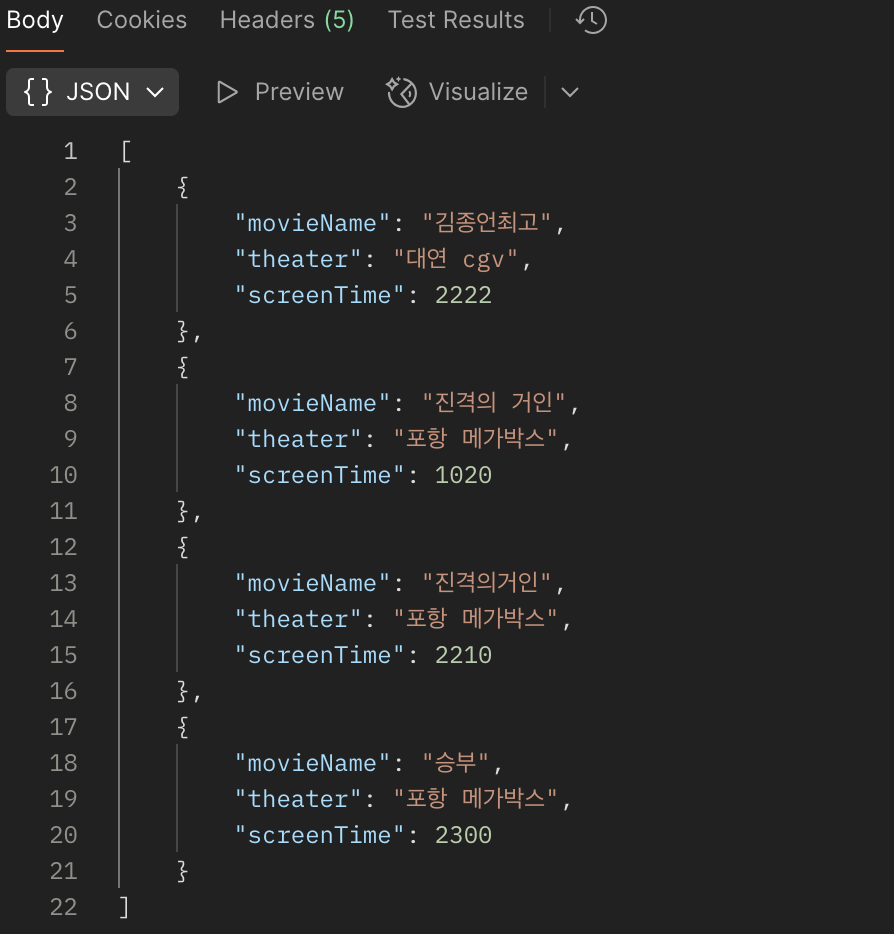 Body Cookies Headers (5) Test Results
{} JSON Preview Visualize
1 [
2 {
3 "movieName": "김종언최고",
4 "theater": "대연 cgv",
5 "screenTime": 2222
6 },
7 {
8 "movieName": "진격의 거인",
9 "theater": "포항 메가박스",
10 "screenTime": 1020
11 },
12 {
13 "movieName": "진격의거인",
14 "theater": "포항 메가박스",
15 "screenTime": 2210
16 },
17 {
18 "movieName": "승부",
19 "theater": "포항 메가박스",
20 "screenTime": 2300
21 }
22 ]